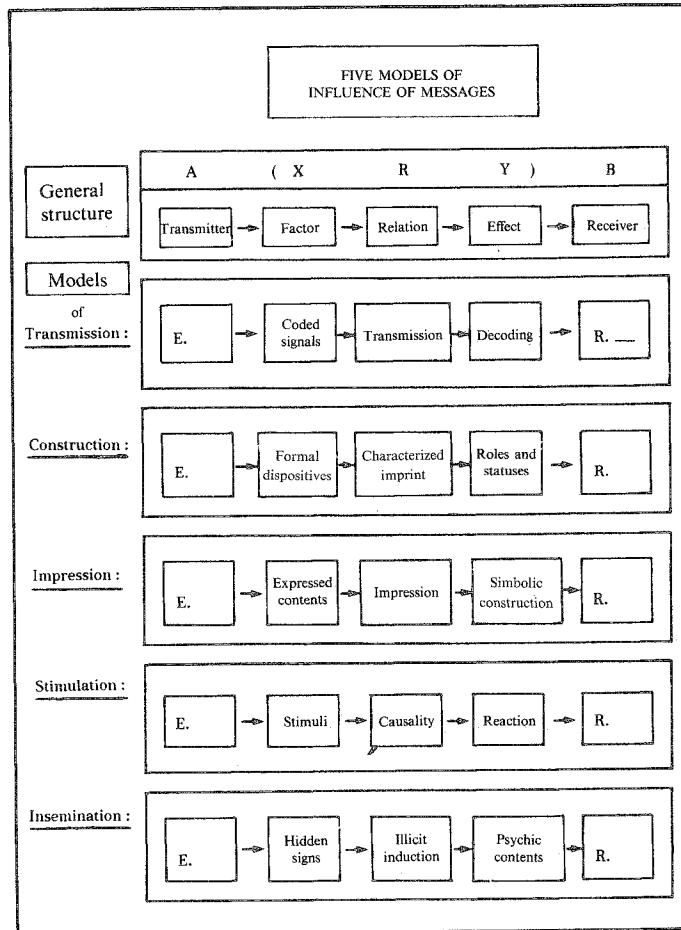 FIVE MODELS OF
INFLUENCE OF MESSAGES
A ( X R Y ) B
General
structure
Transmitter Factor Relation Effect Receiver
Models
of
Transmission :
E.
Coded
signals
Transmission
Decoding
R. __
Construction :
E.
Formal
dispositives
Characterized
imprint
Roles and
statuses
R.
Impression :
E.
Expressed
contents
Impression
Simbolic
construction
R.
Stimulation :
E.
Stimuli
Causality
Reaction
R.
Insemination :
E.
Hidden
signs
Illicit
induction
Psychic
contents
R.